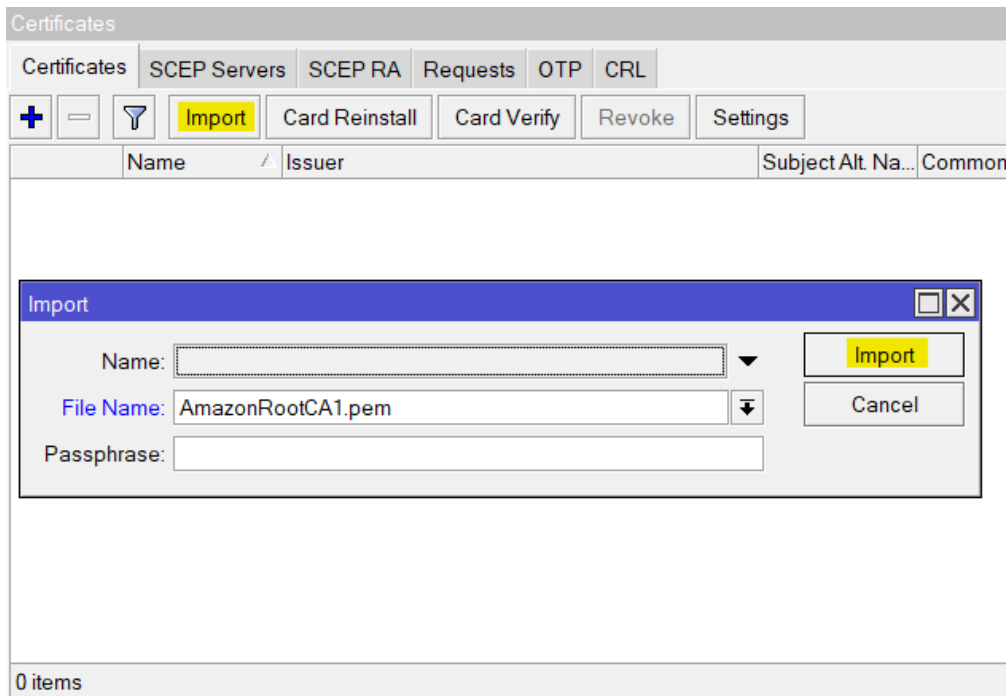 Certificates
Certificates SCEP Servers SCEP RA Requests OTP CRL
Import Card Reinstall Card Verify Revoke Settings
Name Issuer Subject Alt. Na... Common
Import
Name: Import
File Name: AmazonRootCA1.pem Cancel
Passphrase:
0 items